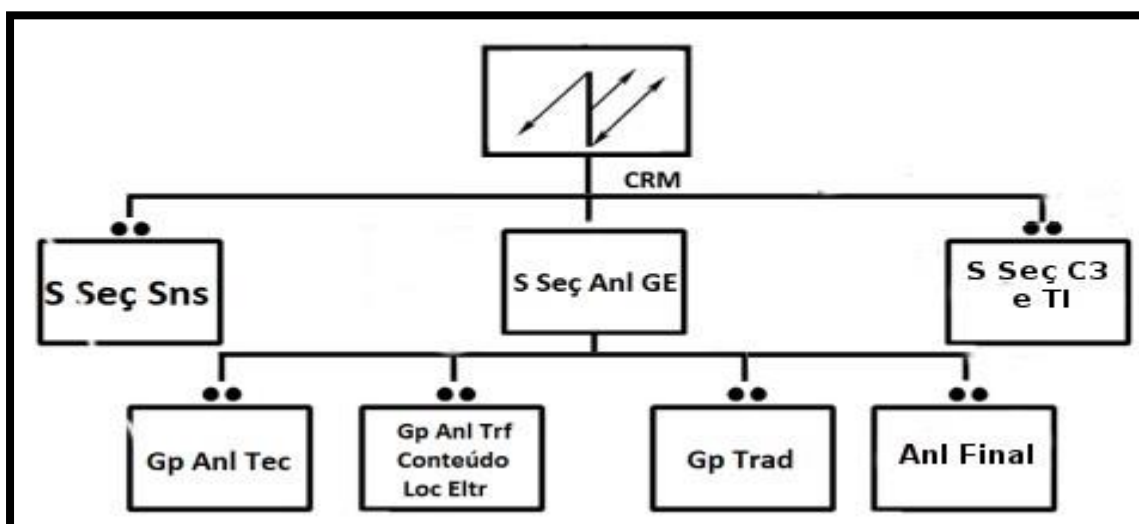 CRM
S Seç Sns
S Seç Anl GE
S Seç C3
e TI
Gp Anl Tec
Gp Anl Trf
Conteúdo
Loc Eltr
Gp Trad
Anl Final